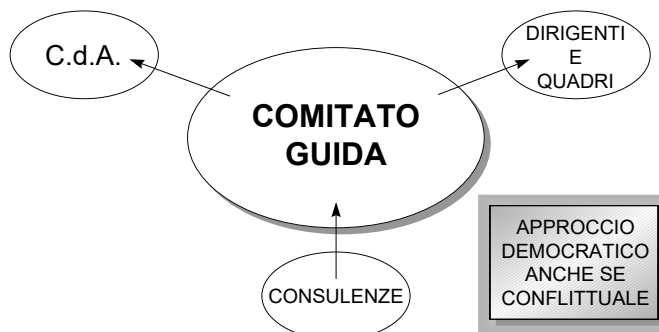 C.d.A.
DIRIGENTI
E
QUADRI
COMITATO
GUIDA
APPROCCIO
DEMOCRATICO
ANCHE SE
CONFLITTUALE
CONSULENZE